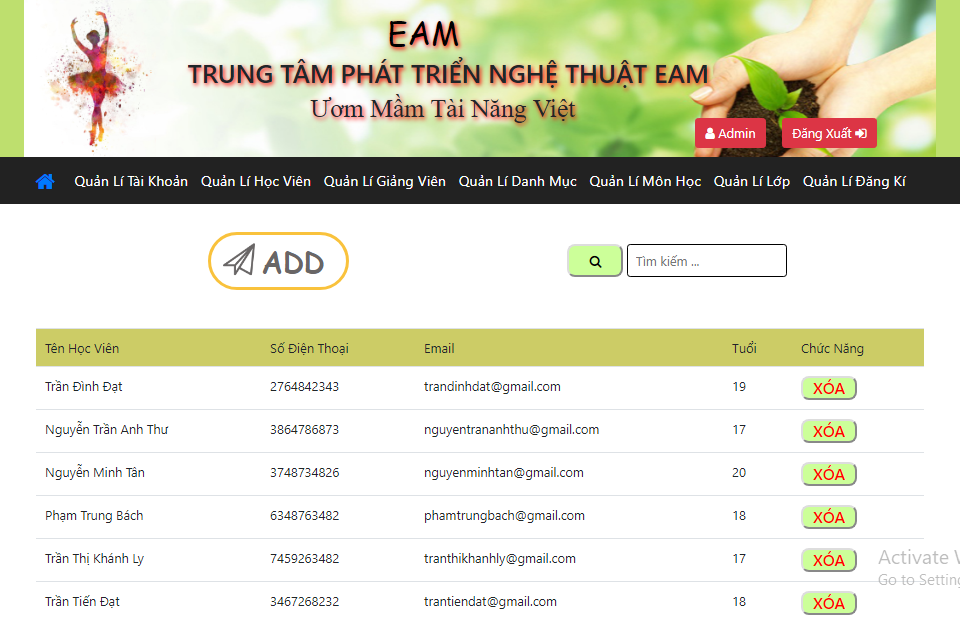 EAM
TRUNG TÂM PHÁT TRIỂN NGHỆ THUẬT EAM
Ươm Mầm Tài Năng Việt
Admin Đăng Xuất
Quản Lí Tài Khoản Quản Lí Học Viên Quản Lí Giảng Viên Quản Lí Danh Mục Quản Lí Môn Học Quản Lí Lớp Quản Lí Đăng Kí
ADD Tìm kiếm ...
Tên Học Viên Số Điện Thoại Email Tuổi Chức Năng
Trần Đình Đạt 2764842343 trandinhdat@gmail.com 19 XÓA
Nguyễn Trần Anh Thư 3864786873 nguyentrananhthu@gmail.com 17 XÓA
Nguyễn Minh Tân 3748734826 nguyenminhtan@gmail.com 20 XÓA
Phạm Trung Bách 6348763482 phamtrungbach@gmail.com 18 XÓA
Trần Thị Khánh Ly 7459263482 tranthikhanhly@gmail.com 17 XÓA
Trần Tiến Đạt 3467268232 trantiendat@gmail.com 18 XÓA
Activate
Go to